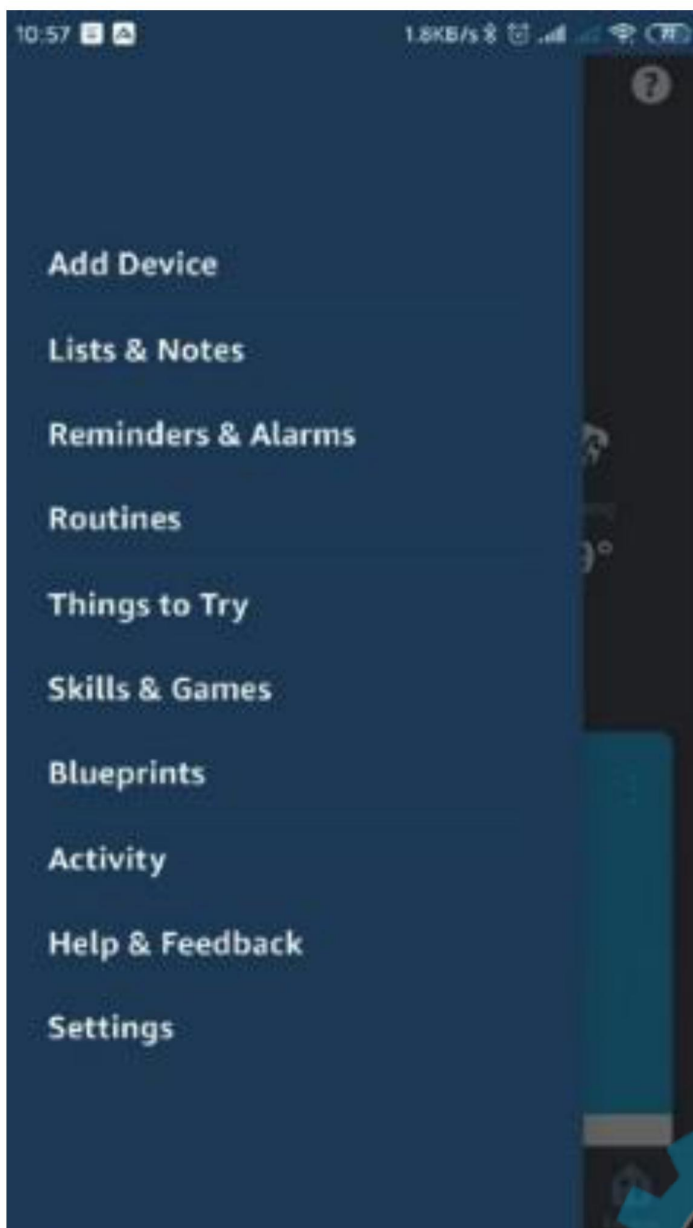 10:57 1.8KB/s
?
Add Device
Lists & Notes
Reminders & Alarms
9°
Routines
Things to Try
Skills & Games
Blueprints
Activity
Help & Feedback
Settings